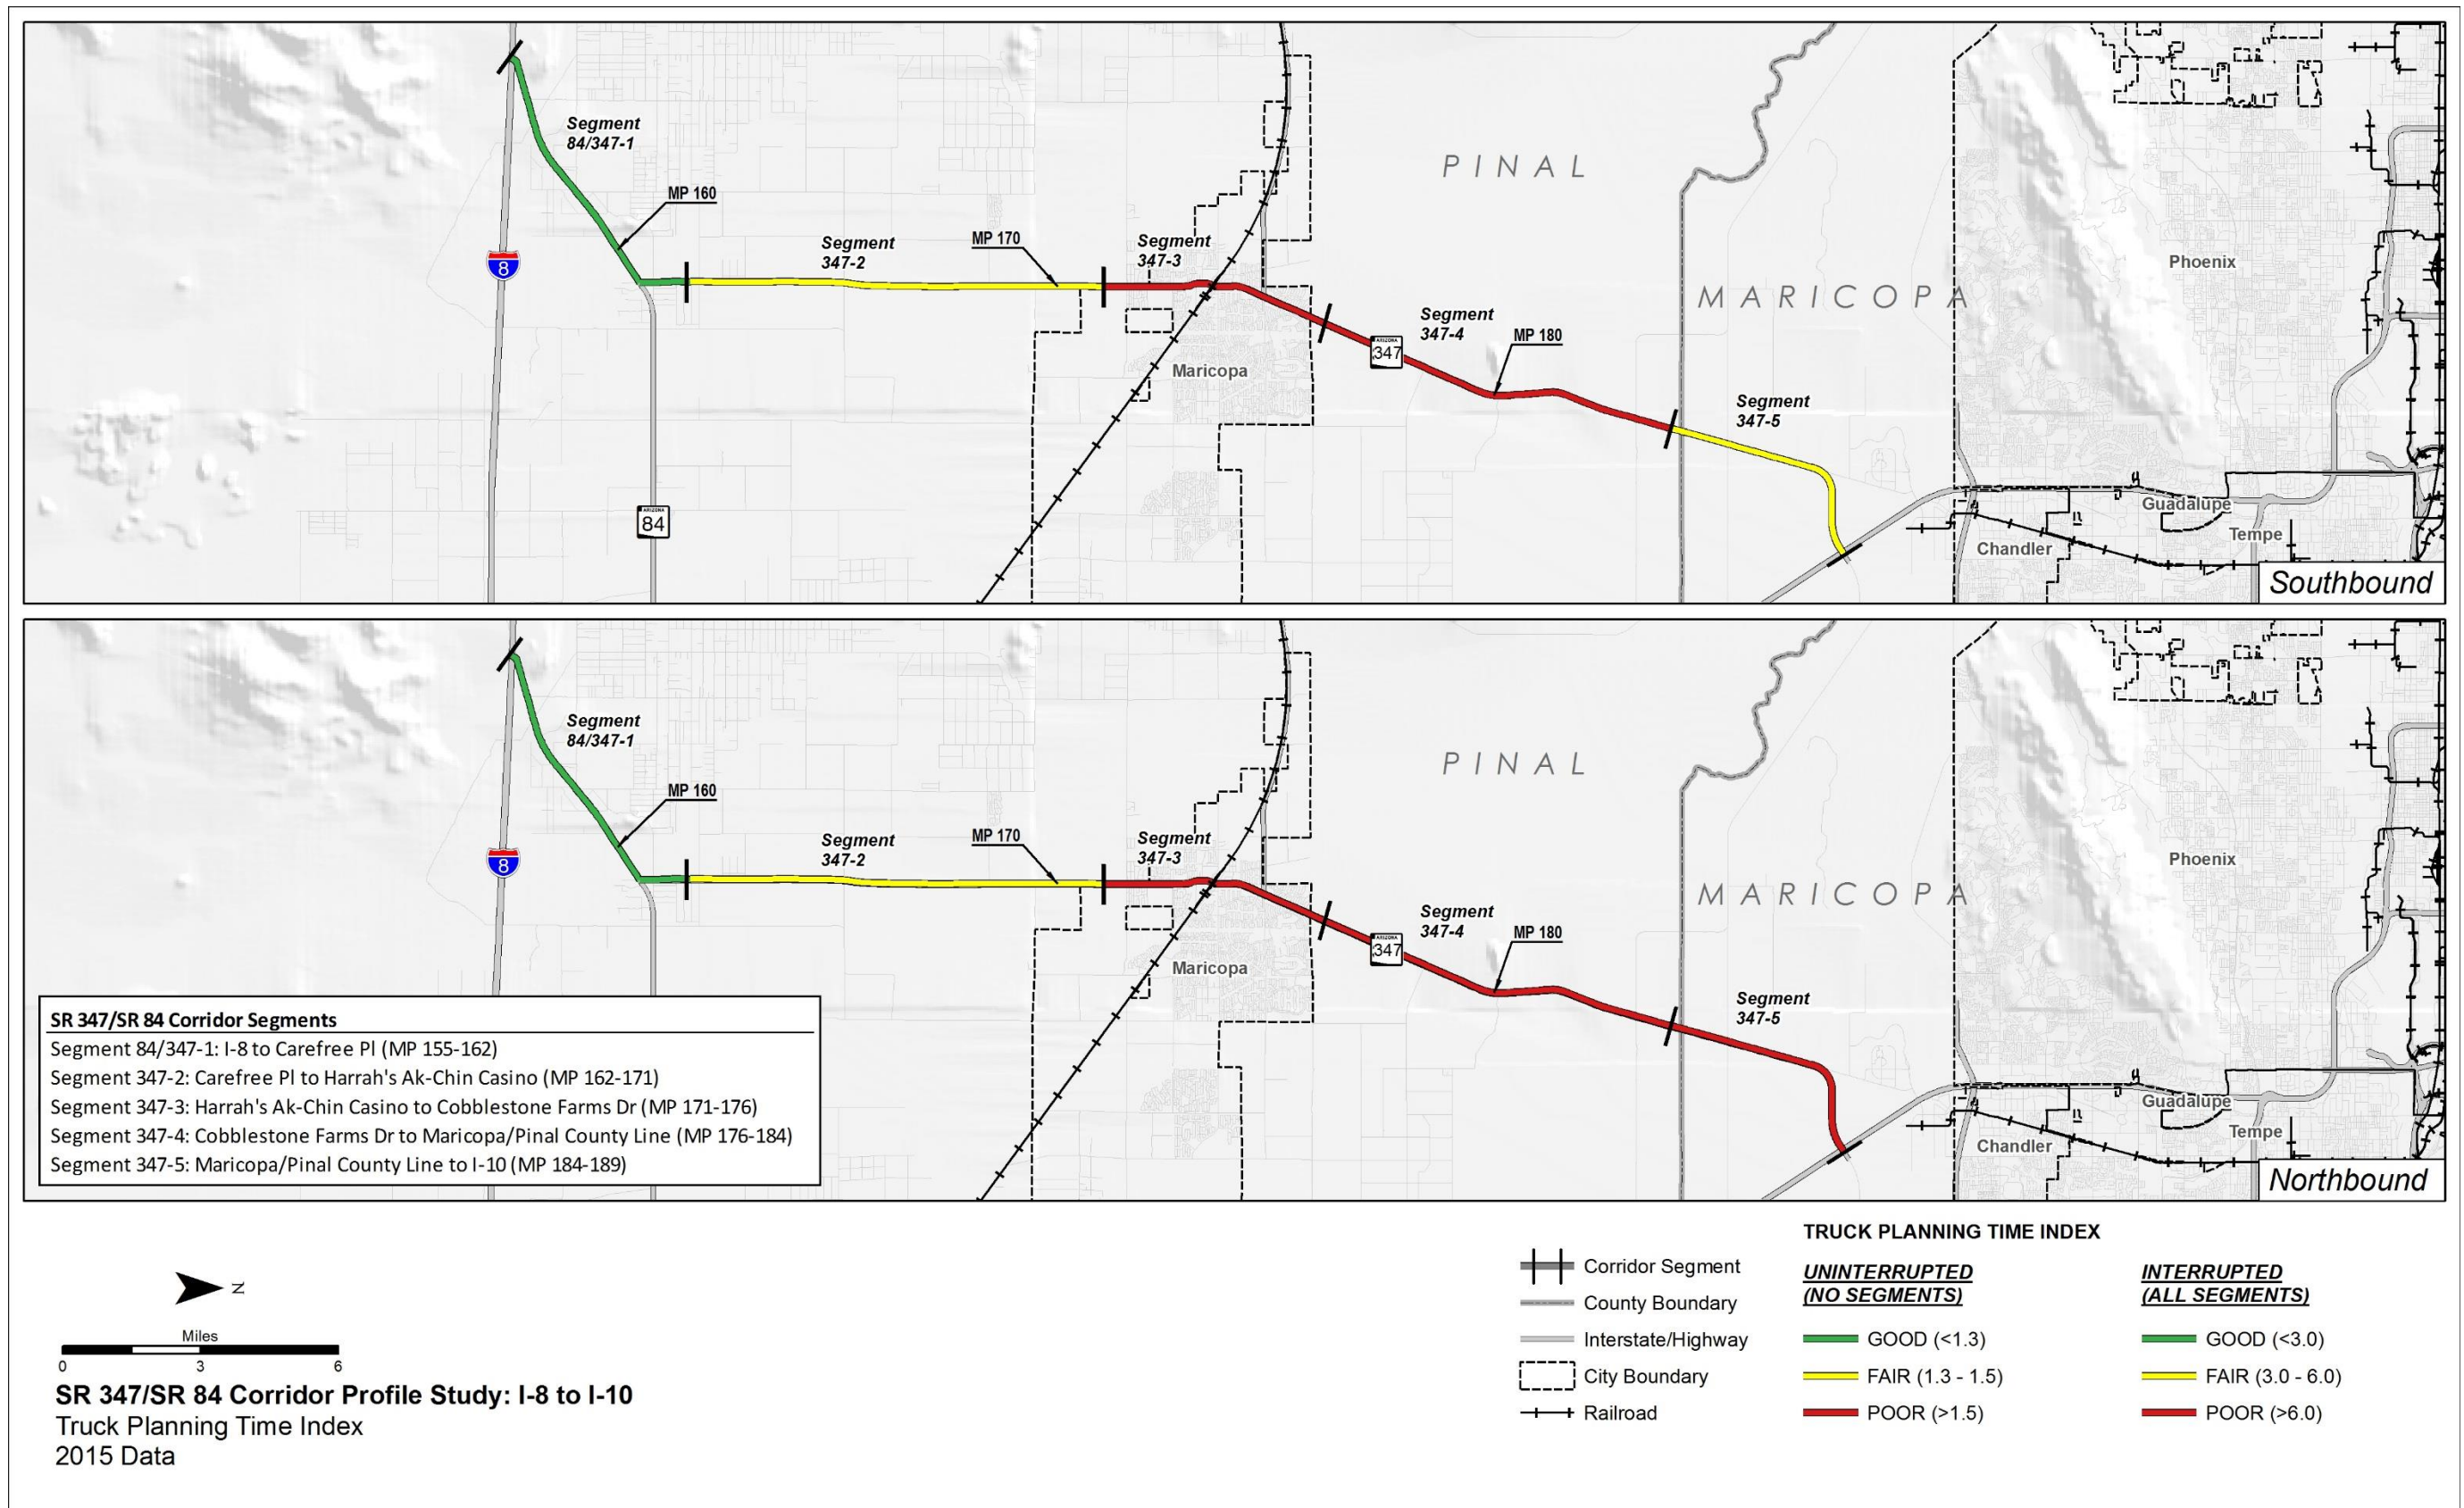 Segment
84/347-1
MP 160
8
Segment
347-2
MP 170
Segment
347-3
PINAL
MARICOPA
Phoenix
Segment
347-4
MP 180
ARIZONA
347
Maricopa
Segment
347-5
ARIZONA
84
Guadalupe
Tempe
Chandler
Southbound
Segment
84/347-1
MP 160
8
Segment
347-2
MP 170
Segment
347-3
PINAL
MARICOPA
Phoenix
Segment
347-4
MP 180
ARIZONA
347
Maricopa
Segment
347-5
Guadalupe
Tempe
Chandler
Northbound
SR 347/SR 84 Corridor Segments
Segment 84/347-1: I-8 to Carefree Pl (MP 155-162)
Segment 347-2: Carefree Pl to Harrah's Ak-Chin Casino (MP 162-171)
Segment 347-3: Harrah's Ak-Chin Casino to Cobblestone Farms Dr (MP 171-176)
Segment 347-4: Cobblestone Farms Dr to Maricopa/Pinal County Line (MP 176-184)
Segment 347-5: Maricopa/Pinal County Line to I-10 (MP 184-189)
N
Miles
0 3 6
SR 347/SR 84 Corridor Profile Study: I-8 to I-10
Truck Planning Time Index
2015 Data
Corridor Segment
County Boundary
Interstate/Highway
City Boundary
Railroad
TRUCK PLANNING TIME INDEX
UNINTERRUPTED
(NO SEGMENTS)
GOOD (<1.3)
FAIR (1.3 - 1.5)
POOR (>1.5)
INTERRUPTED
(ALL SEGMENTS)
GOOD (<3.0)
FAIR (3.0 - 6.0)
POOR (>6.0)